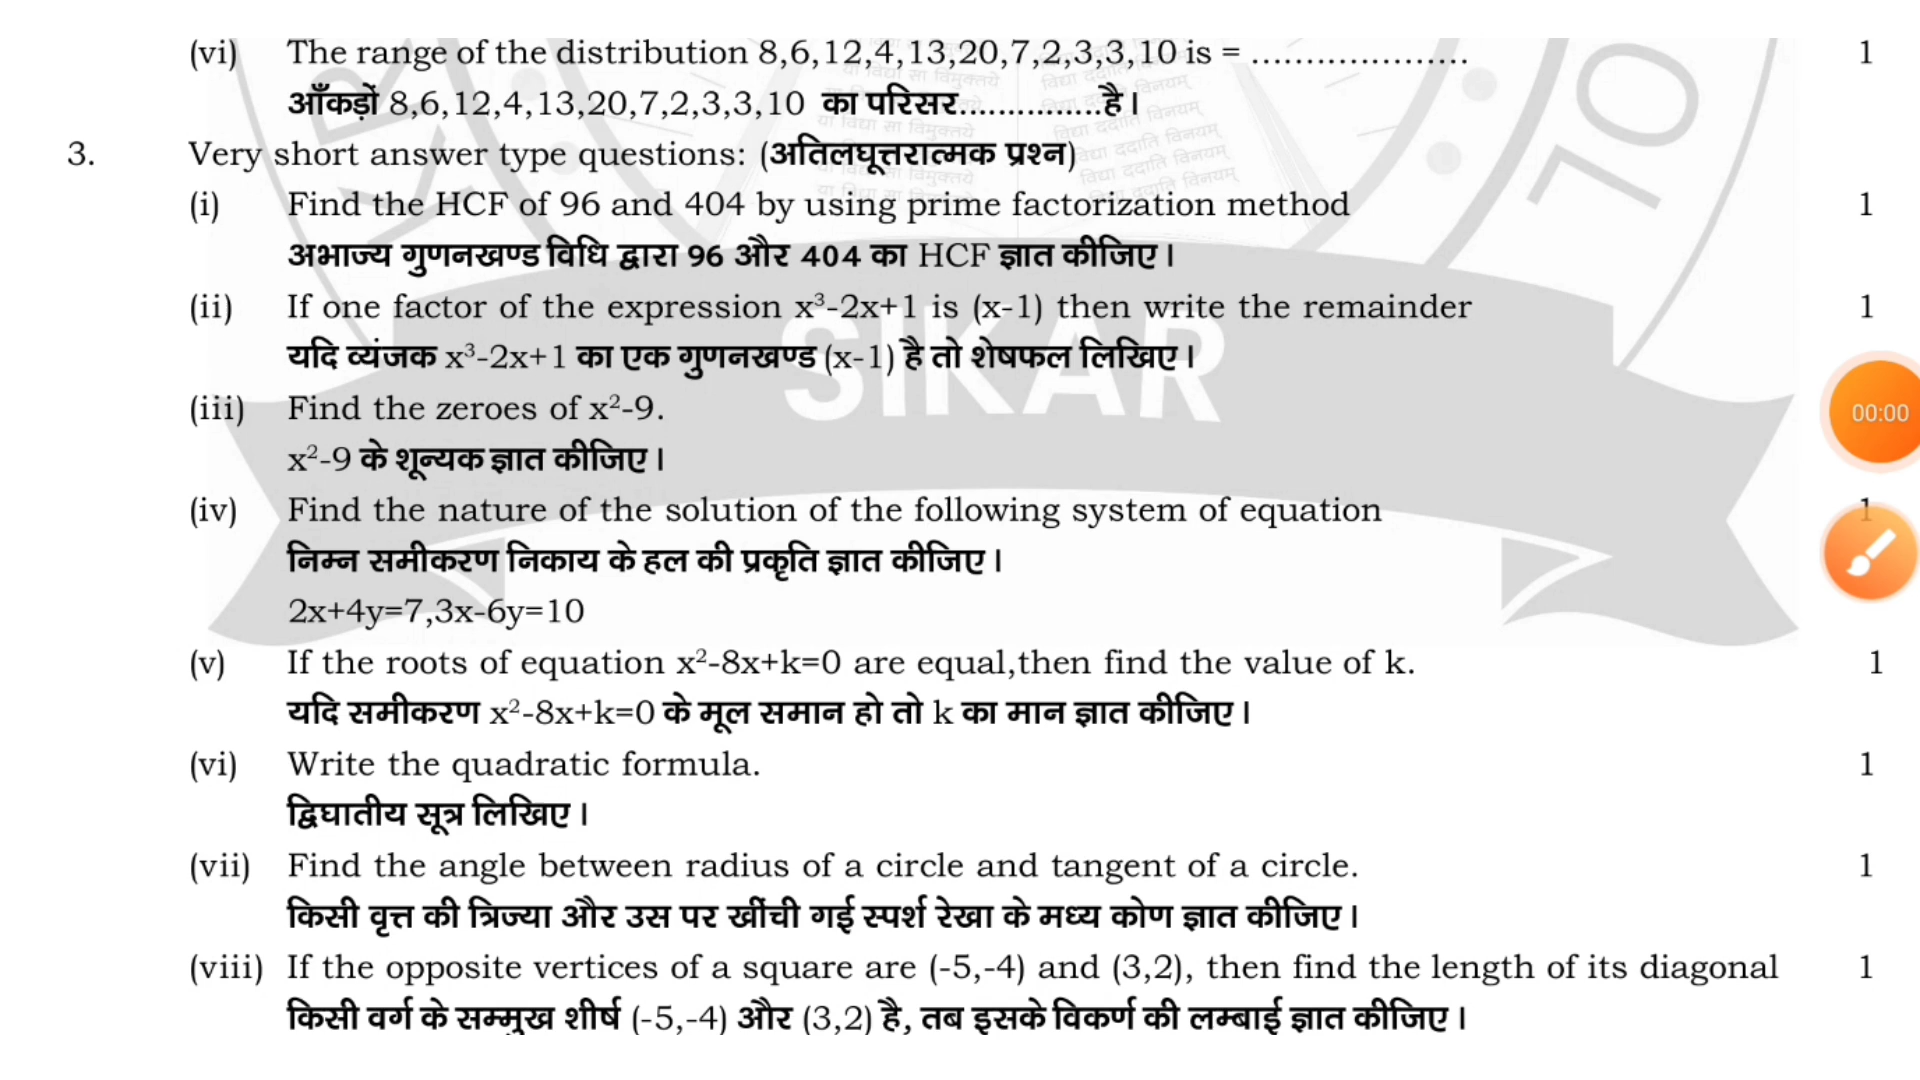 (vi) The range of the distribution 8,6,12,4,13,20,7,2,3,3,10 is = .................... 1
आँकड़ों 8,6,12,4,13,20,7,2,3,3,10 का परिसर...............है।
3. Very short answer type questions: (अतिलघूत्तरात्मक प्रश्न)
(i) Find the HCF of 96 and 404 by using prime factorization method 1
अभाज्य गुणनखण्ड विधि द्वारा 96 और 404 का HCF ज्ञात कीजिए।
(ii) If one factor of the expression x³-2x+1 is (x-1) then write the remainder 1
यदि व्यंजक x³-2x+1 का एक गुणनखण्ड (x-1) है तो शेषफल लिखिए।
SIKAR
(iii) Find the zeroes of x²-9.
00:00
x²-9 के शून्यक ज्ञात कीजिए।
(iv) Find the nature of the solution of the following system of equation 1
निम्न समीकरण निकाय के हल की प्रकृति ज्ञात कीजिए।
2x+4y=7,3x-6y=10
(v) If the roots of equation x²-8x+k=0 are equal,then find the value of k. 1
यदि समीकरण x²-8x+k=0 के मूल समान हो तो k का मान ज्ञात कीजिए।
(vi) Write the quadratic formula. 1
द्विघातीय सूत्र लिखिए।
(vii) Find the angle between radius of a circle and tangent of a circle. 1
किसी वृत्त की त्रिज्या और उस पर खींची गई स्पर्श रेखा के मध्य कोण ज्ञात कीजिए।
(viii) If the opposite vertices of a square are (-5,-4) and (3,2), then find the length of its diagonal 1
किसी वर्ग के सम्मुख शीर्ष (-5,-4) और (3,2) है, तब इसके विकर्ण की लम्बाई ज्ञात कीजिए।